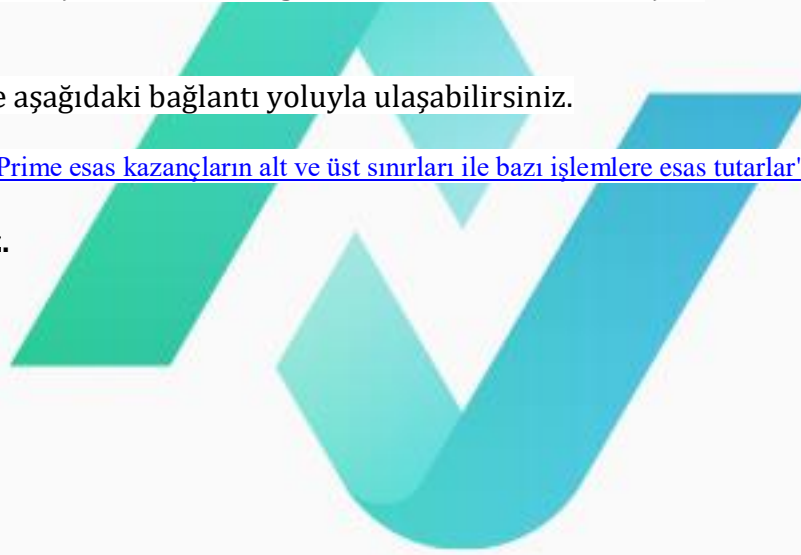 e aşağıdaki bağlantı yoluyla ulaşabilirsiniz.
Prime esas kazançların alt ve üst sınırları ile bazı işlemlere esas tutarlar"